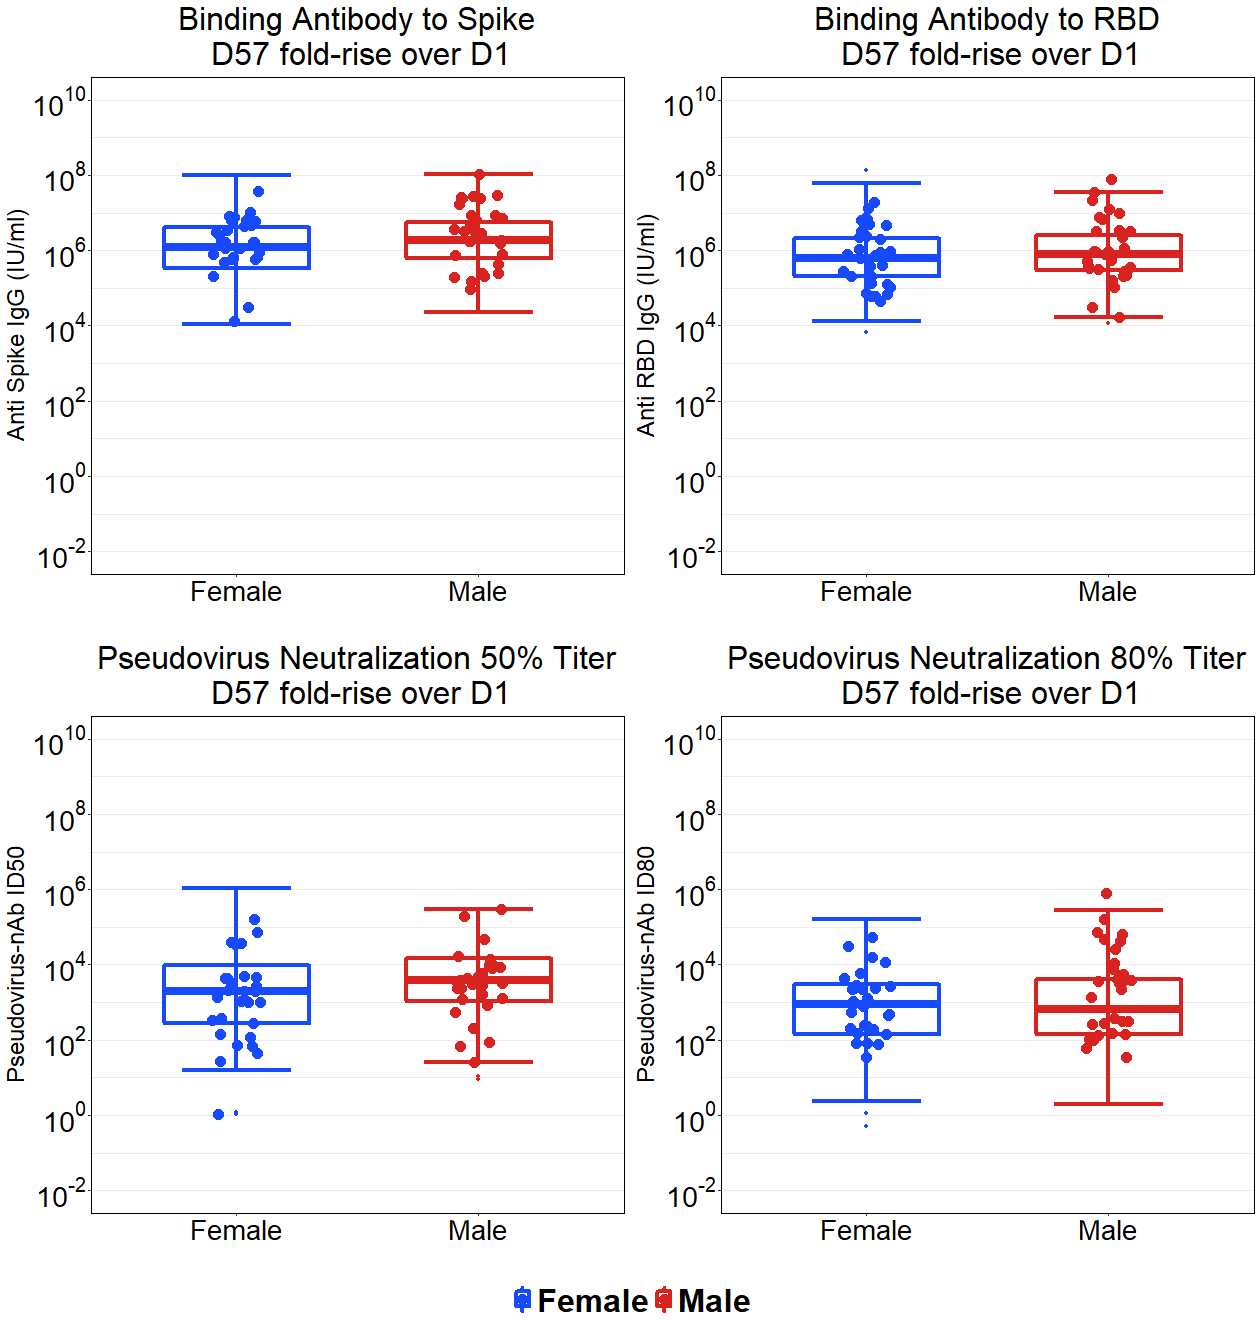 Binding Antibody to Spike
D57 fold-rise over D1
Anti Spike IgG (IU/ml)
10^10
10^8
10^6
10^4
10^2
10^0
10^-2
Female
Male
Binding Antibody to RBD
D57 fold-rise over D1
Anti RBD IgG (IU/ml)
10^10
10^8
10^6
10^4
10^2
10^0
10^-2
Female
Male
Pseudovirus Neutralization 50% Titer
D57 fold-rise over D1
Pseudovirus-nAb ID50
10^10
10^8
10^6
10^4
10^2
10^0
10^-2
Female
Male
Pseudovirus Neutralization 80% Titer
D57 fold-rise over D1
Pseudovirus-nAb ID80
10^10
10^8
10^6
10^4
10^2
10^0
10^-2
Female
Male
Female Male